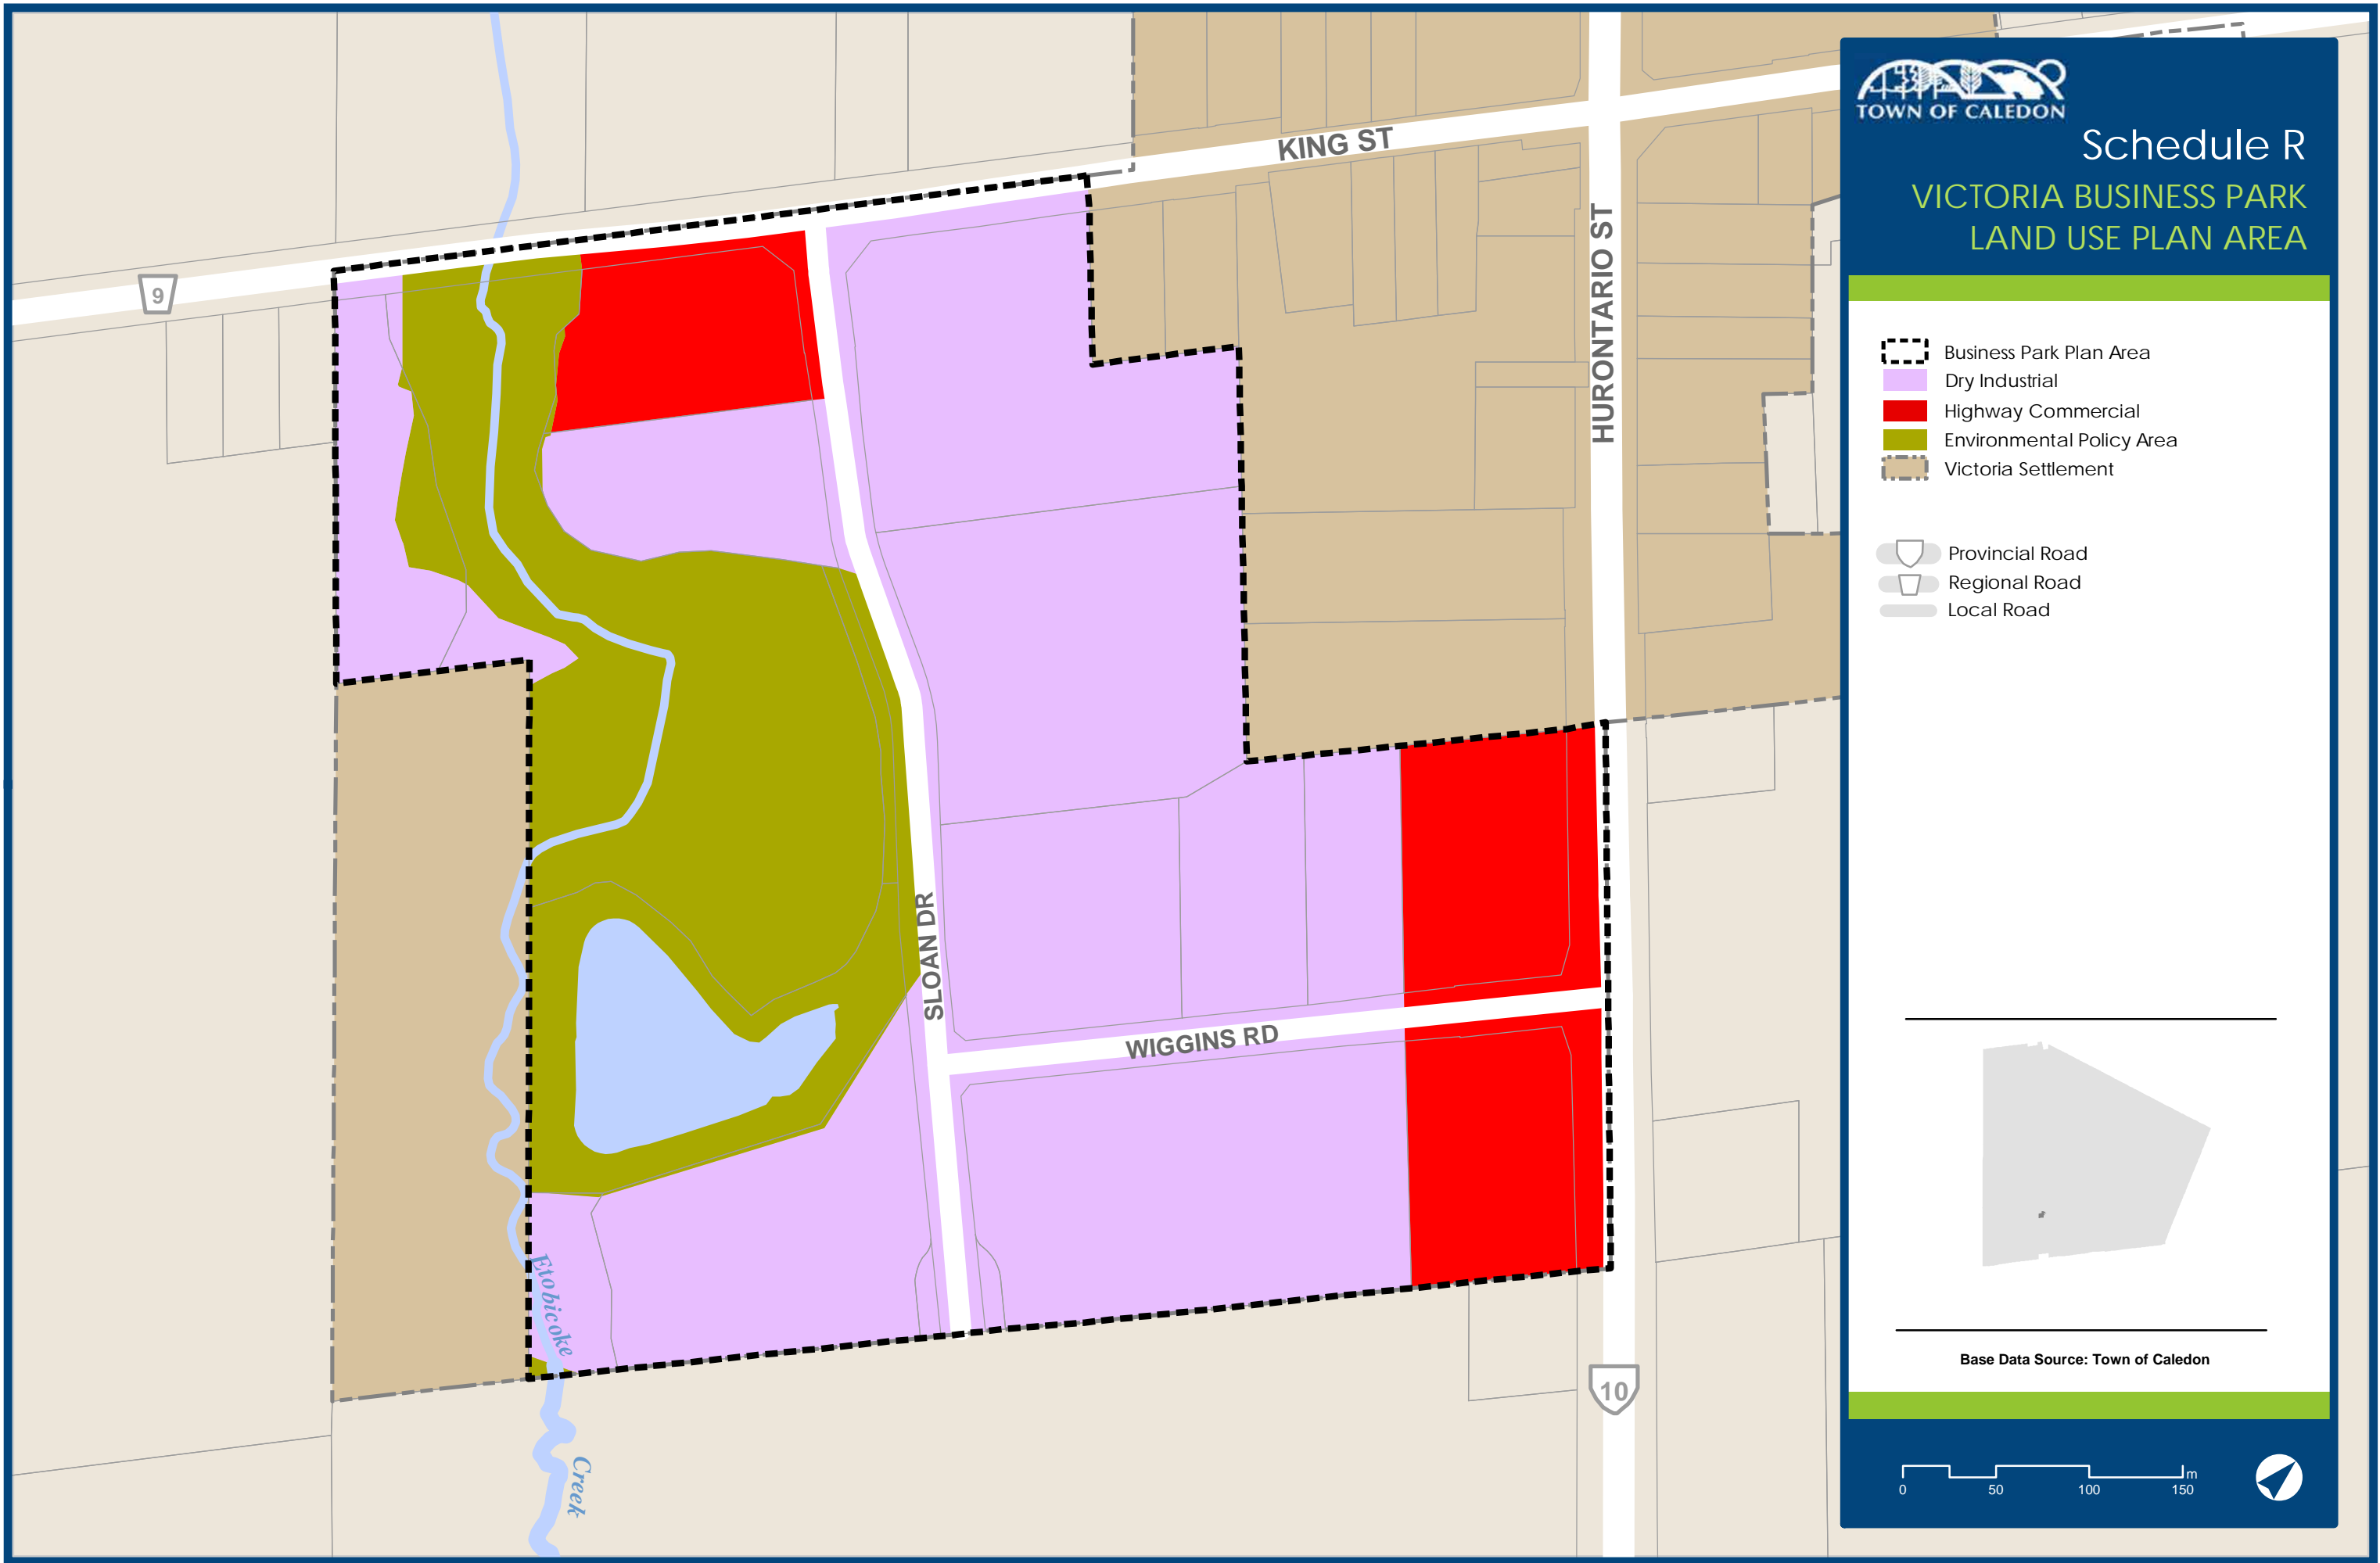 TOWN OF CALEDON
Schedule R
VICTORIA BUSINESS PARK
LAND USE PLAN AREA
Business Park Plan Area
Dry Industrial
Highway Commercial
Environmental Policy Area
Victoria Settlement
Provincial Road
Regional Road
Local Road
Base Data Source: Town of Caledon
0 50 100 150 m
KING ST
HURONTARIO ST
9
SLOAN DR
WIGGINS RD
Etobicoke
Creek
10